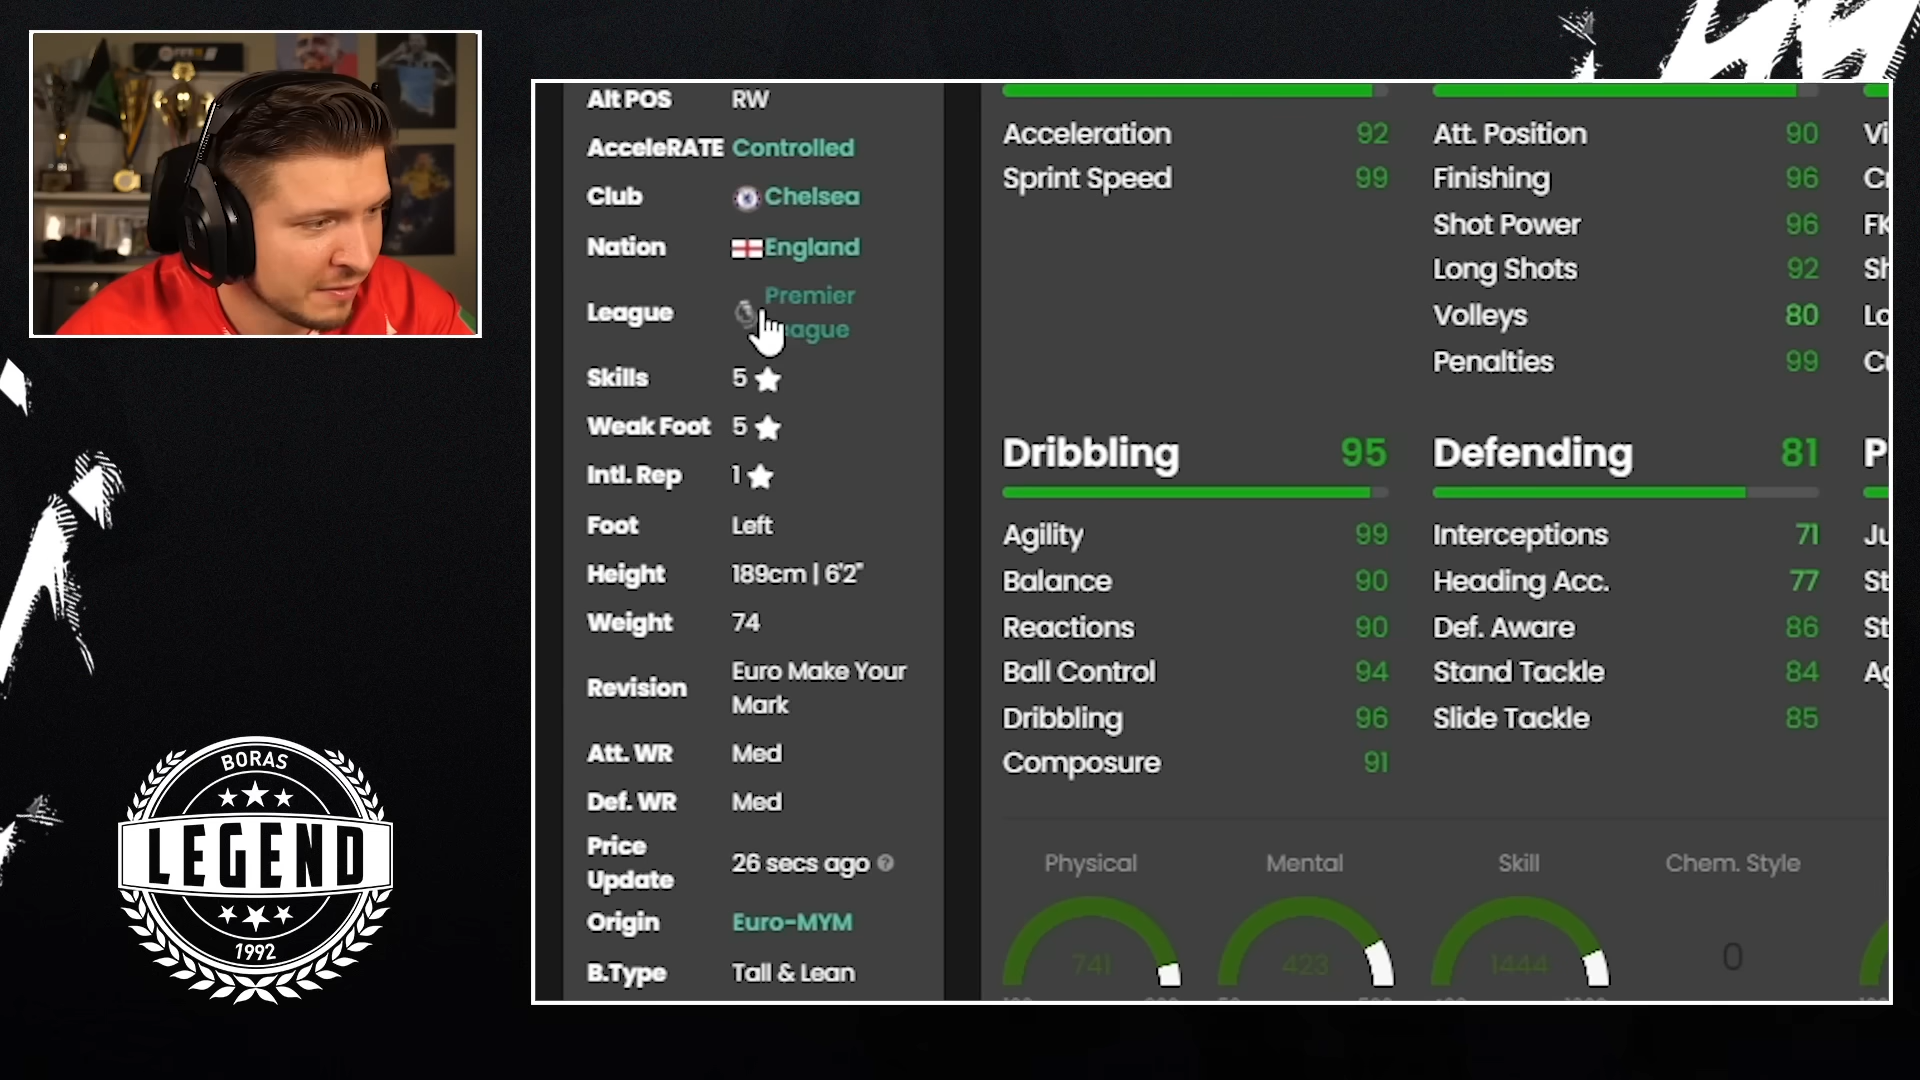 Alt POS RW
AcceleRATE Controlled
Club Chelsea
Nation England
League Premier
Skills 5
Weak Foot 5
Intl. Rep 1
Foot Left
Height 189cm | 6'2"
Weight 74
Revision Euro Make Your
Mark
Att. WR Med
Def. WR Med
Price
Update 26 secs ago
Origin Euro-MYM
B.Type Tall & Lean
Acceleration 92
Sprint Speed 99
Att. Position 90
Finishing 96
Shot Power 96
Long Shots 92
Volleys 80
Penalties 99
Dribbling 95
Agility 99
Balance 90
Reactions 90
Ball Control 94
Dribbling 96
Composure 91
Defending 81
Interceptions 71
Heading Acc. 77
Def. Aware 86
Stand Tackle 84
Slide Tackle 85
Physical Mental Skill Chem. Style
741 423 1444 0
BORAS
LEGEND
1992